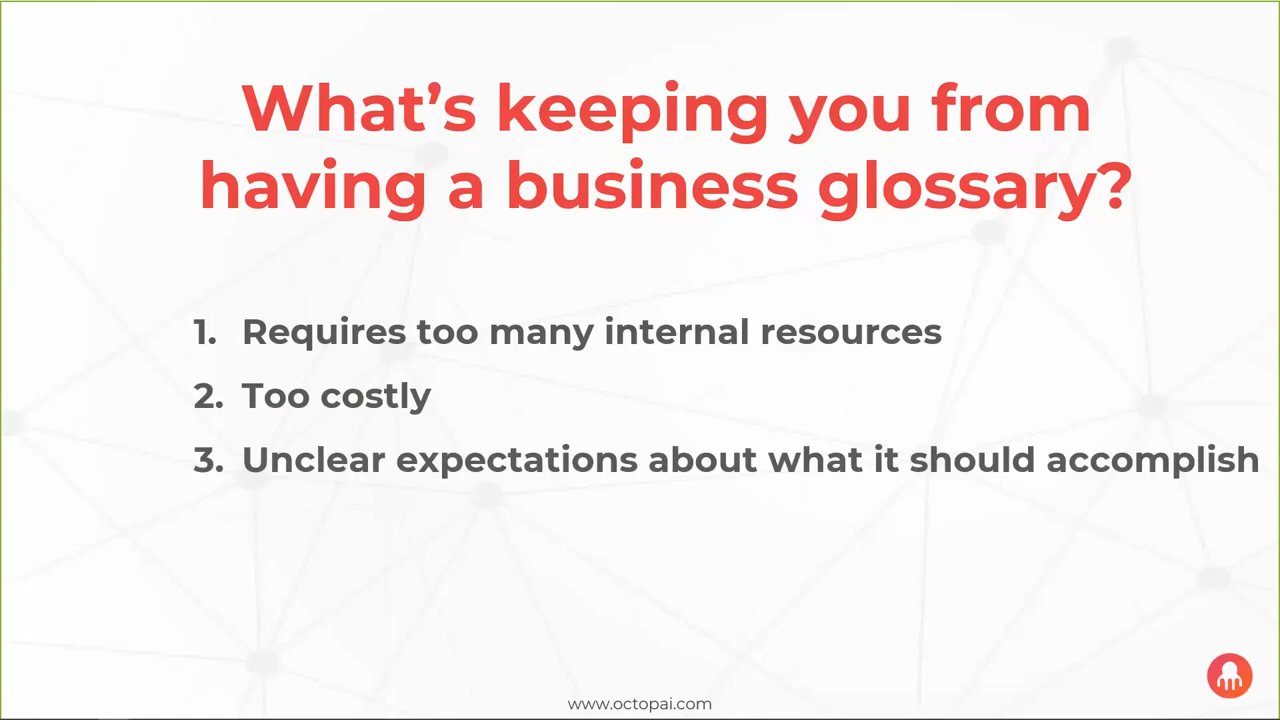 What’s keeping you from
having a business glossary?
1. Requires too many internal resources
2. Too costly
3. Unclear expectations about what it should accomplish
www.octopai.com